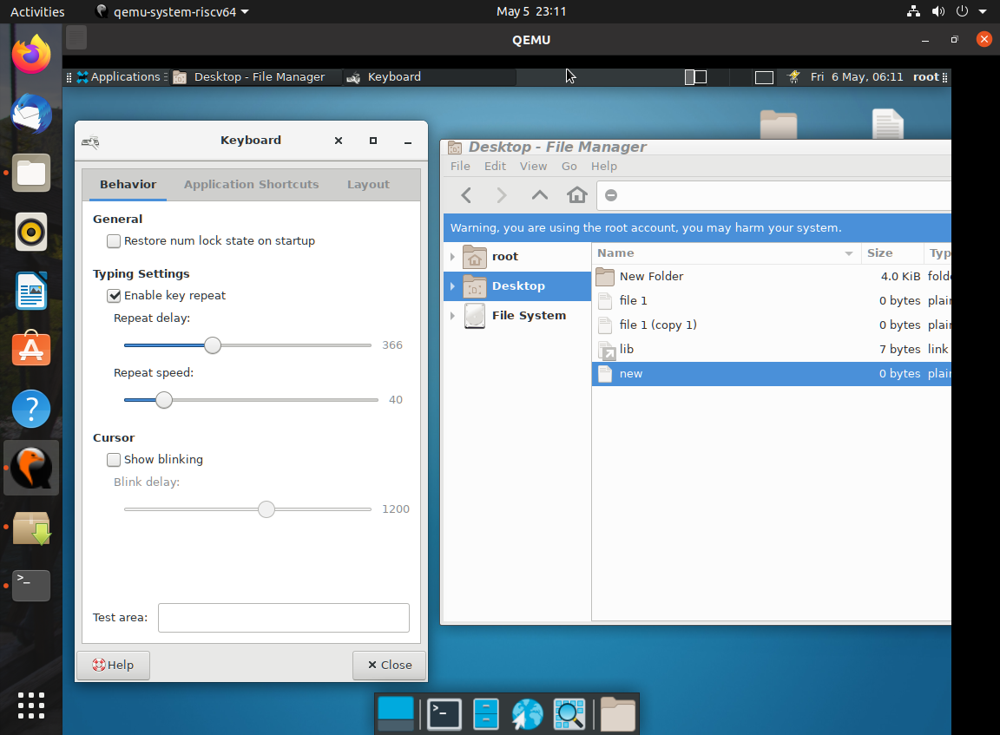 Activities qemu-system-riscv64 May 5 23:11
QEMU
Applications Desktop - File Manager Keyboard Fri 6 May, 06:11 root
Keyboard
Behavior Application Shortcuts Layout
General
Restore num lock state on startup
Typing Settings
Enable key repeat
Repeat delay:
366
Repeat speed:
40
Cursor
Show blinking
Blink delay:
1200
Test area:
Help Close
Desktop - File Manager
File Edit View Go Help
Warning, you are using the root account, you may harm your system.
root
Desktop
File System
Name Size Typ
New Folder 4.0 KiB folde
file 1 0 bytes plain
file 1 (copy 1) 0 bytes plain
lib 7 bytes link
new 0 bytes plain
>_
>_
?